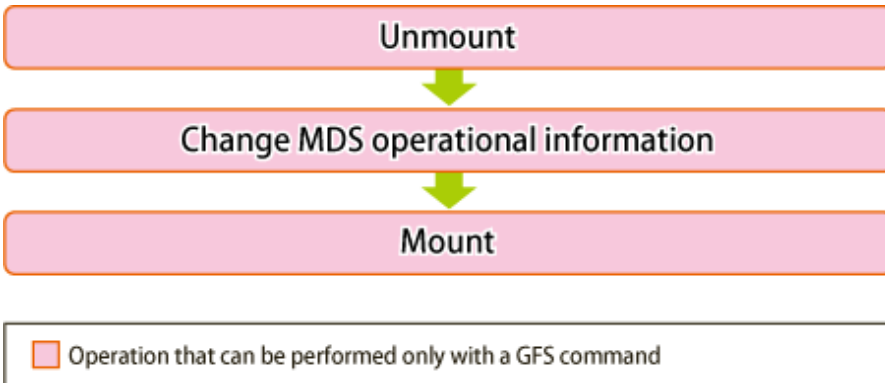 Unmount
Change MDS operational information
Mount
Operation that can be performed only with a GFS command